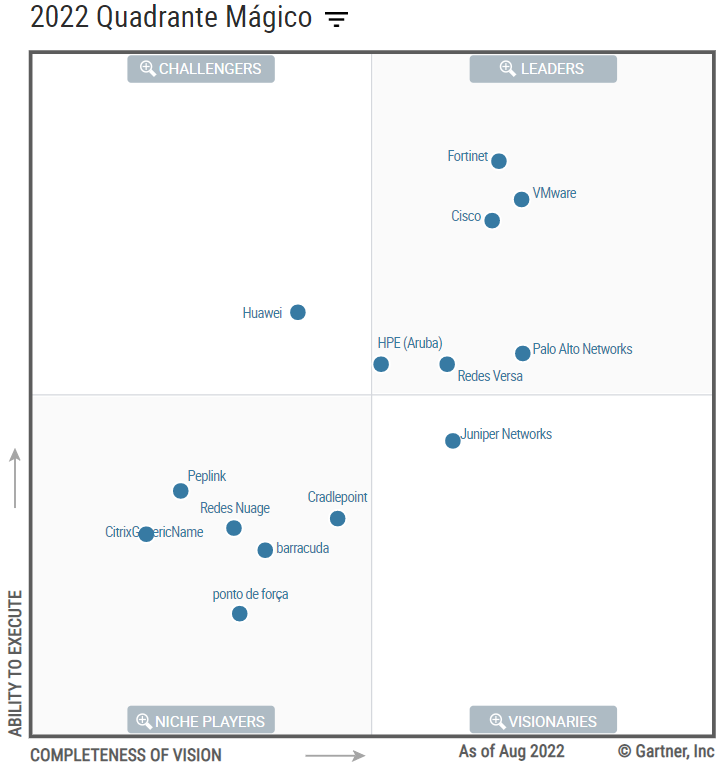 2022 Quadrante Mágico
CHALLENGERS
LEADERS
Fortinet
VMware
Cisco
Huawei
HPE (Aruba)
Palo Alto Networks
Redes Versa
Juniper Networks
Peplink
Cradlepoint
Redes Nuage
CitrixGenericName
barracuda
ponto de força
ABILITY TO EXECUTE
NICHE PLAYERS
VISIONARIES
COMPLETENESS OF VISION
As of Aug 2022
© Gartner, Inc